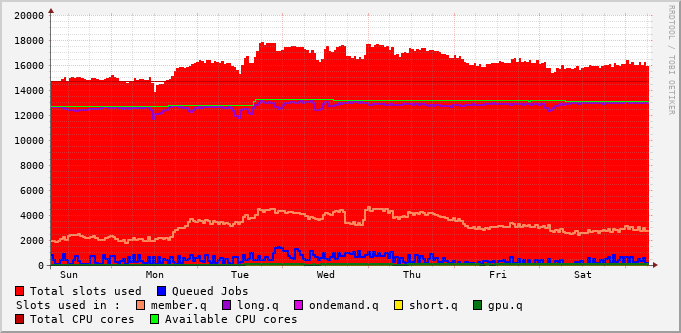 RRDTOOL / TOBI OETIKER
20000
18000
16000
14000
12000
10000
8000
6000
4000
2000
0
Sun Mon Tue Wed Thu Fri Sat
Total slots used Queued Jobs
Slots used in : member.q long.q ondemand.q short.q gpu.q
Total CPU cores Available CPU cores